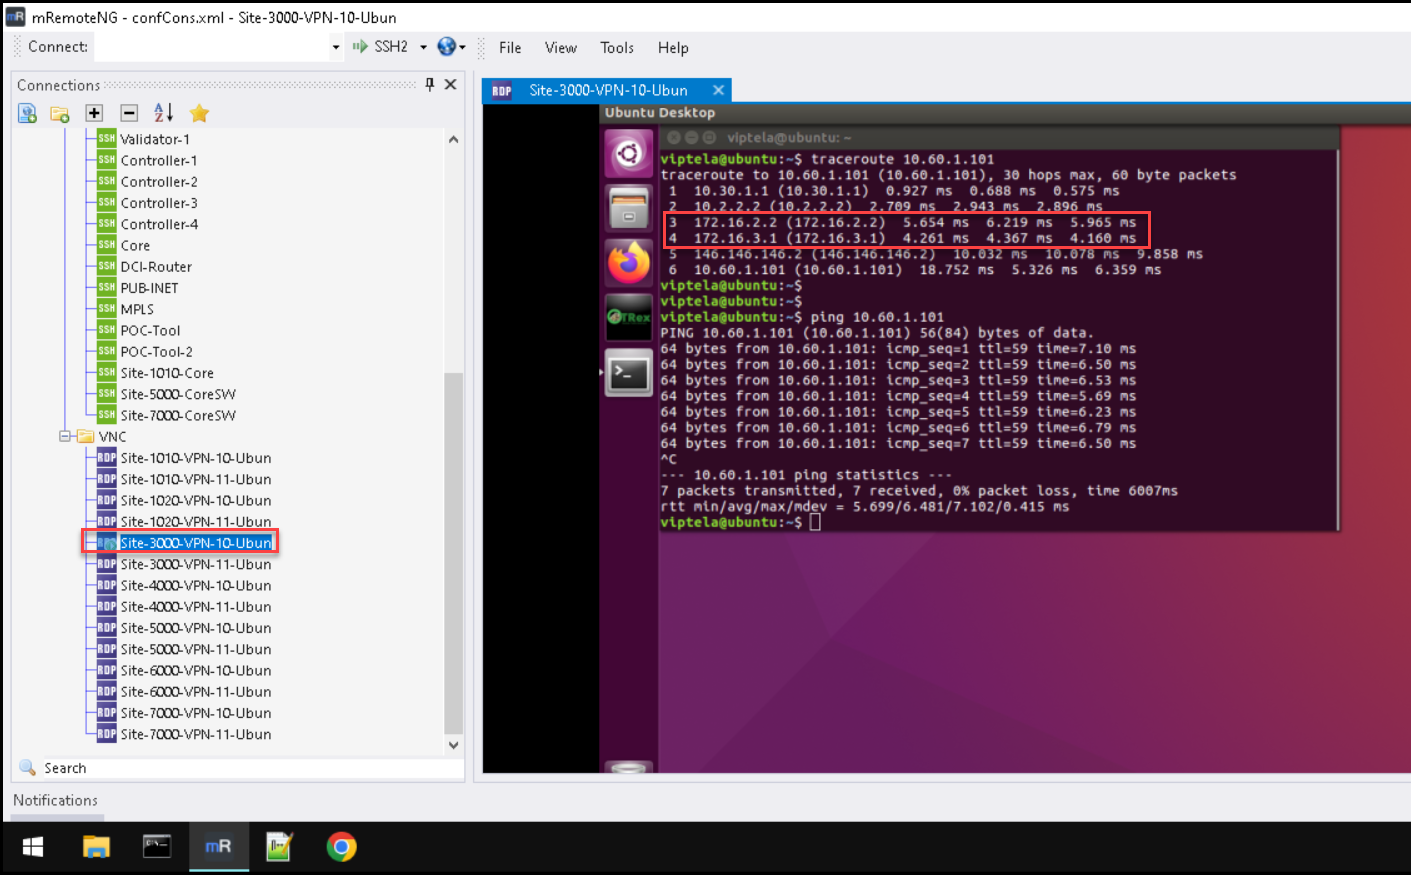 mR mRemoteNG - confCons.xml - Site-3000-VPN-10-Ubun
Connect: SSH2 File View Tools Help
Connections
Site-3000-VPN-10-Ubun
RDP
A
Z
SSH Validator-1
SSH Controller-1
SSH Controller-2
SSH Controller-3
SSH Controller-4
SSH Core
SSH DCI-Router
SSH PUB-INET
SSH MPLS
SSH POC-Tool
SSH POC-Tool-2
SSH Site-1010-Core
SSH Site-5000-CoreSW
SSH Site-7000-CoreSW
VNC
RDP Site-1010-VPN-10-Ubun
RDP Site-1010-VPN-11-Ubun
RDP Site-1020-VPN-10-Ubun
RDP Site-1020-VPN-11-Ubun
Site-3000-VPN-10-Ubun
RDP Site-3000-VPN-11-Ubun
RDP Site-4000-VPN-10-Ubun
RDP Site-4000-VPN-11-Ubun
RDP Site-5000-VPN-10-Ubun
RDP Site-5000-VPN-11-Ubun
RDP Site-6000-VPN-10-Ubun
RDP Site-6000-VPN-11-Ubun
RDP Site-7000-VPN-10-Ubun
RDP Site-7000-VPN-11-Ubun
Search
Notifications
Ubuntu Desktop
viptela@ubuntu: ~
viptela@ubuntu:~$ traceroute 10.60.1.101
traceroute to 10.60.1.101 (10.60.1.101), 30 hops max, 60 byte packets
1 10.30.1.1 (10.30.1.1) 0.927 ms 0.688 ms 0.575 ms
2 10.2.2.2 (10.2.2.2) 2.709 ms 2.943 ms 2.896 ms
3 172.16.2.2 (172.16.2.2) 5.654 ms 6.219 ms 5.965 ms
4 172.16.3.1 (172.16.3.1) 4.261 ms 4.367 ms 4.160 ms
5 146.146.146.2 (146.146.146.2) 10.032 ms 10.078 ms 9.858 ms
6 10.60.1.101 (10.60.1.101) 18.752 ms 5.326 ms 6.359 ms
viptela@ubuntu:~$
viptela@ubuntu:~$
viptela@ubuntu:~$ ping 10.60.1.101
PING 10.60.1.101 (10.60.1.101) 56(84) bytes of data.
64 bytes from 10.60.1.101: icmp_seq=1 ttl=59 time=7.10 ms
64 bytes from 10.60.1.101: icmp_seq=2 ttl=59 time=6.50 ms
64 bytes from 10.60.1.101: icmp_seq=3 ttl=59 time=6.53 ms
64 bytes from 10.60.1.101: icmp_seq=4 ttl=59 time=5.69 ms
64 bytes from 10.60.1.101: icmp_seq=5 ttl=59 time=6.23 ms
64 bytes from 10.60.1.101: icmp_seq=6 ttl=59 time=6.79 ms
64 bytes from 10.60.1.101: icmp_seq=7 ttl=59 time=6.50 ms
^C
--- 10.60.1.101 ping statistics ---
7 packets transmitted, 7 received, 0% packet loss, time 6007ms
rtt min/avg/max/mdev = 5.699/6.481/7.102/0.415 ms
viptela@ubuntu:~$
TRex
mR